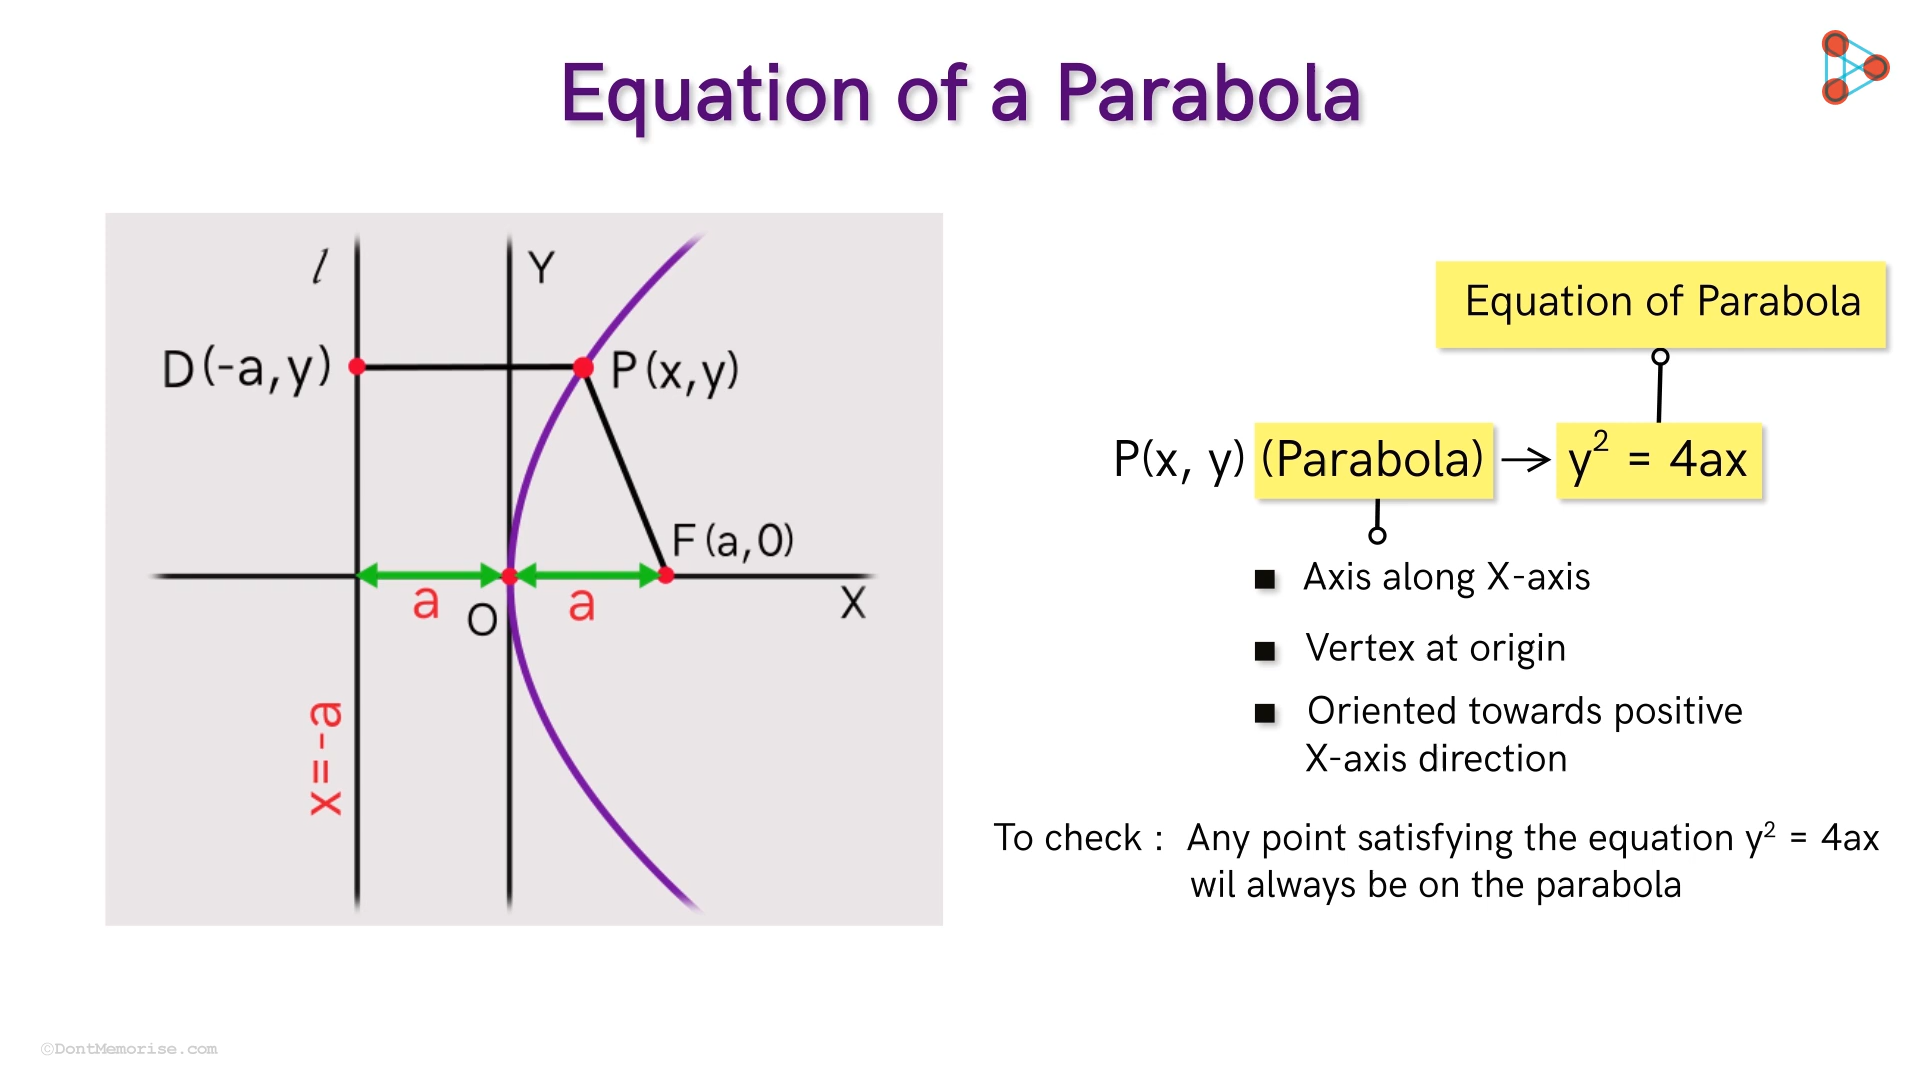 Equation of a Parabola
l
Y
D(-a,y)
P(x,y)
F(a,0)
a
O
a
X
x=-a
Equation of Parabola
P(x, y) (Parabola) → y² = 4ax
■ Axis along X-axis
■ Vertex at origin
■ Oriented towards positive
X-axis direction
To check : Any point satisfying the equation y² = 4ax
wil always be on the parabola
©DontMemorise.com